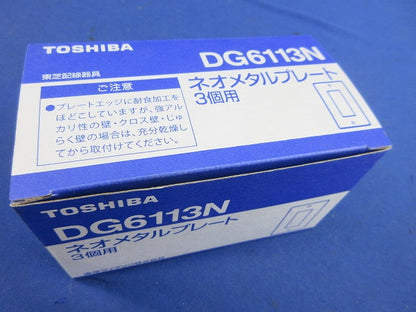 TOSHIBA
DG6113N
東芝配線器具
ネオメタルプレート
3個用
ご注意
●プレートエッジに耐食加工を
ほどこしていますが、強アル
カリ性の壁・クロス壁・じゅ
らく壁の場合は、充分乾燥し
てから取付けてください。
TOSHIBA
DG6113N
ネオメタルプレート
3個用